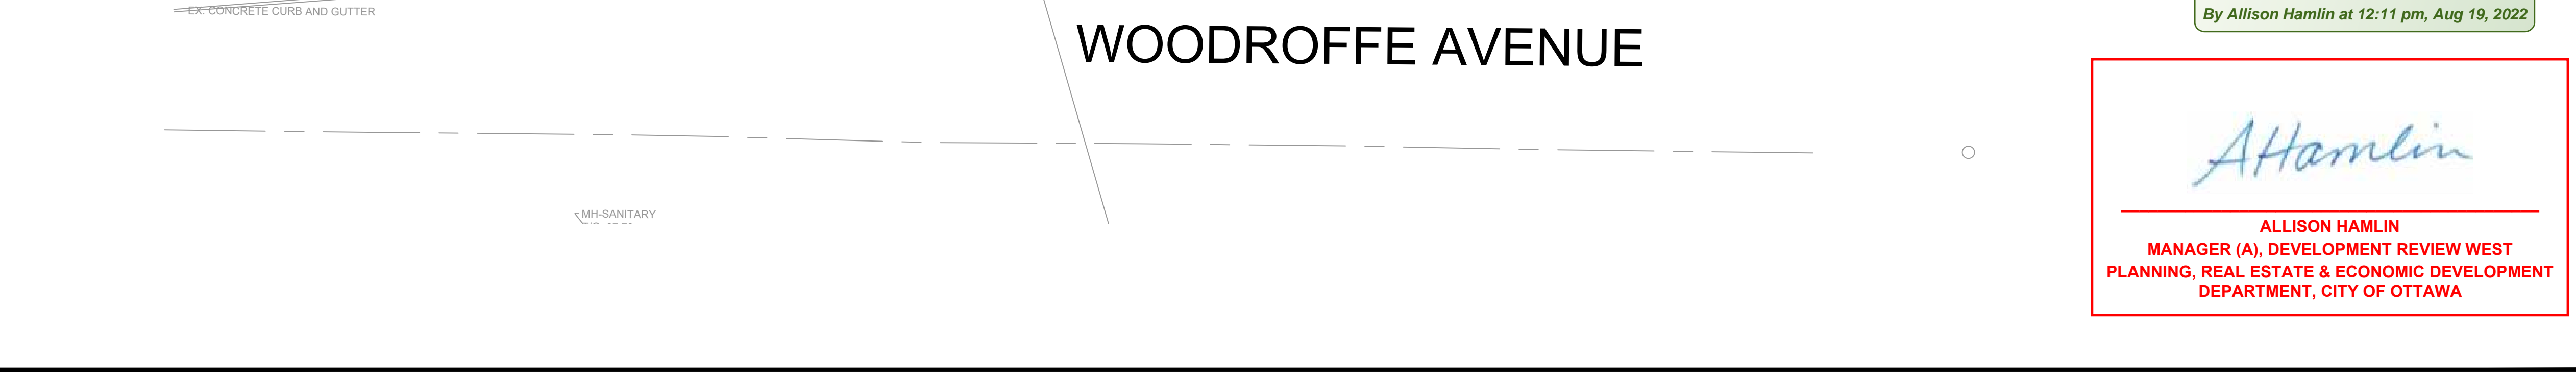 EX. CONCRETE CURB AND GUTTER
WOODROFFE AVENUE
By Allison Hamlin at 12:11 pm, Aug 19, 2022
MH-SANITARY
AHamlin
ALLISON HAMLIN
MANAGER (A), DEVELOPMENT REVIEW WEST
PLANNING, REAL ESTATE & ECONOMIC DEVELOPMENT
DEPARTMENT, CITY OF OTTAWA